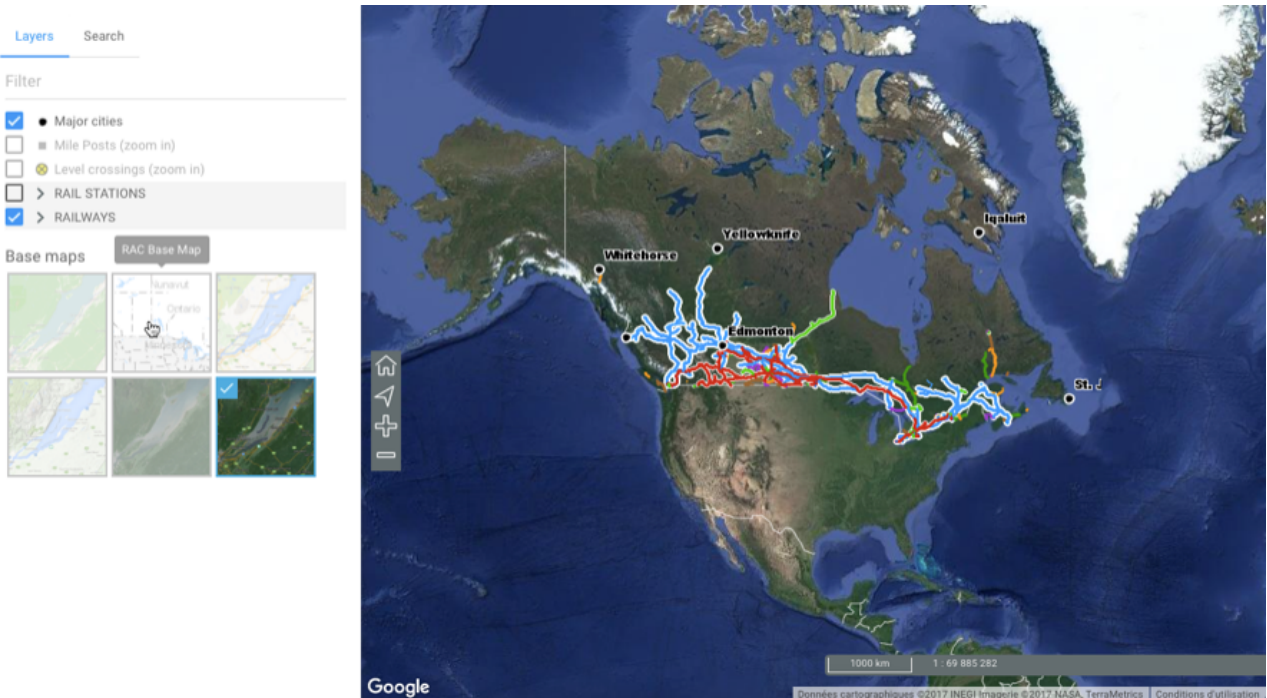 Layers
Search
Filter
Major cities
Mile Posts (zoom in)
Level crossings (zoom in)
RAIL STATIONS
RAILWAYS
Base maps
RAC Base Map
Nunavut
Ontario
Iqaluit
Yellowknife
Whitehorse
Edmonton
St. J
1000 km
1 : 69 885 282
Google
Données cartographiques ©2017 INEGI Imagerie ©2017 NASA, TerraMetrics
Conditions d'utilisation